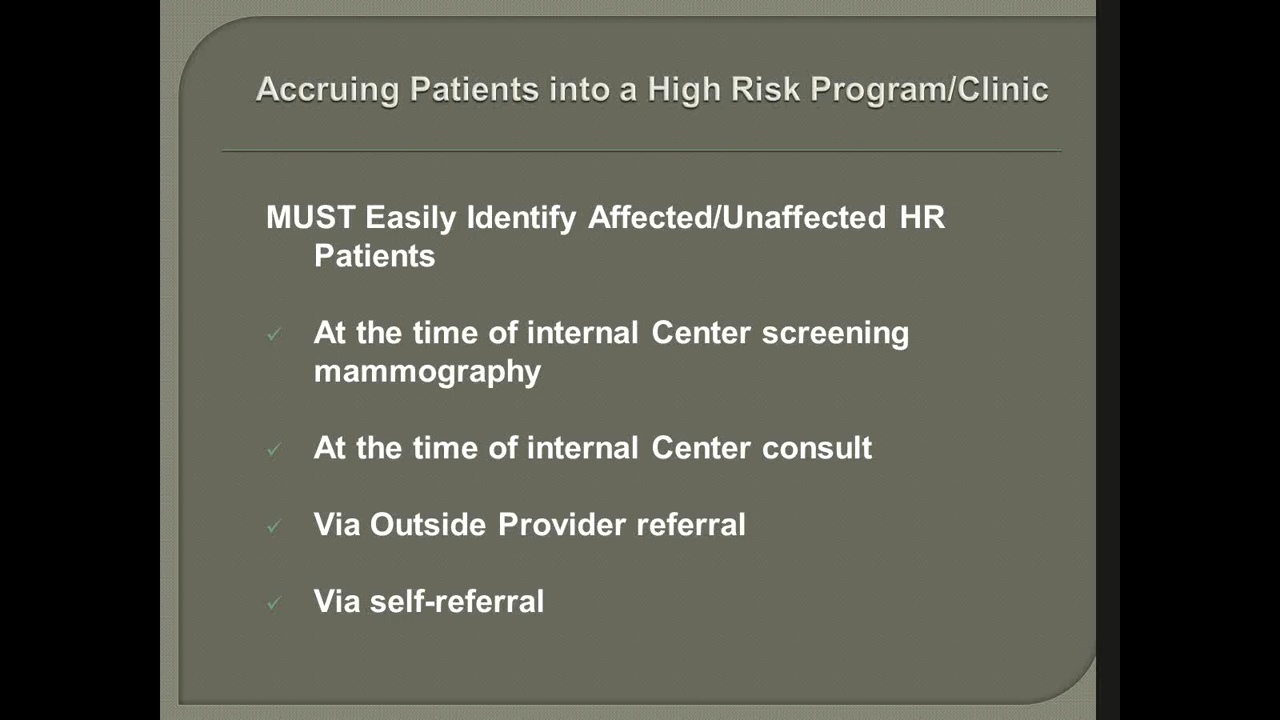 Accruing Patients into a High Risk Program/Clinic
MUST Easily Identify Affected/Unaffected HR
Patients
✓ At the time of internal Center screening
mammography
✓ At the time of internal Center consult
✓ Via Outside Provider referral
✓ Via self-referral